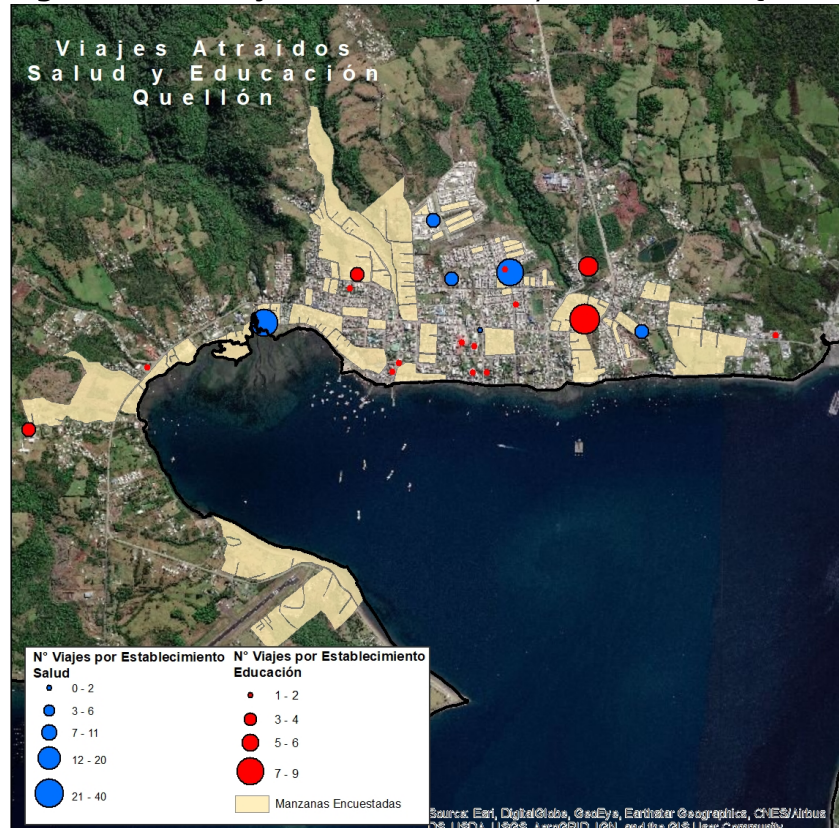 Viajes Atraídos
Salud y Educación
Quellón
N° Viajes por Establecimiento
Salud
0 - 2
3 - 6
7 - 11
12 - 20
21 - 40
N° Viajes por Establecimiento
Educación
1 - 2
3 - 4
5 - 6
7 - 9
Manzanas Encuestadas
Source: Esri, DigitalGlobe, GeoEye, Earthstar Geographics, CNES/Airbus